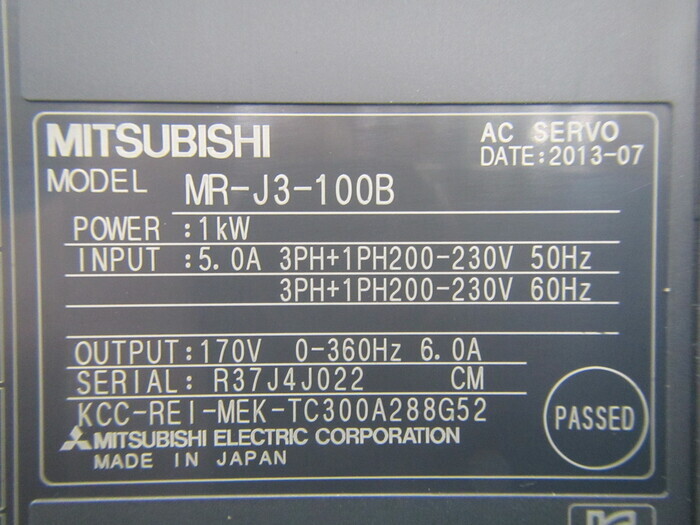 MITSUBISHI
AC SERVO
DATE:2013-07
MODEL MR-J3-100B
POWER :1kW
INPUT :5.0A 3PH+1PH200-230V 50Hz
3PH+1PH200-230V 60Hz
OUTPUT:170V 0-360Hz 6.0A
SERIAL: R37J4J022 CM
KCC-REI-MEK-TC300A288G52
PASSED
MITSUBISHI ELECTRIC CORPORATION
MADE IN JAPAN